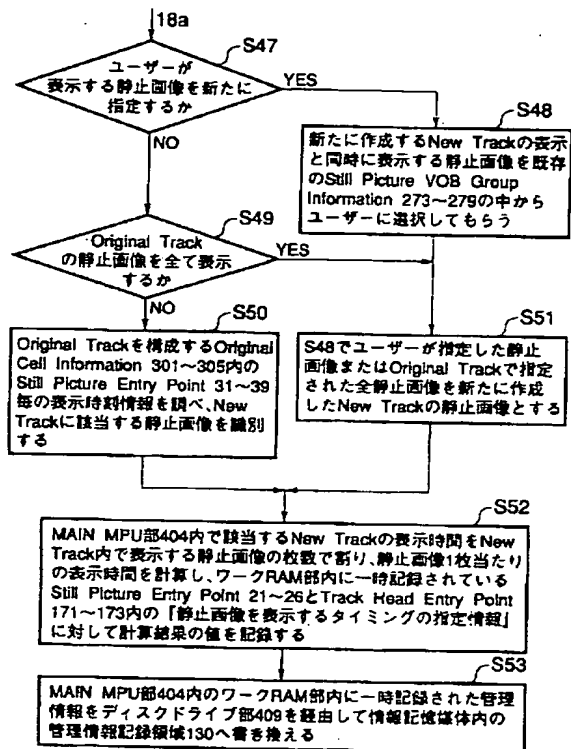 18a
S47
ユーザーが
表示する静止画像を新たに
指定するか
YES
NO
S48
新たに作成するNew Trackの表示
と同時に表示する静止画像を既存
のStill Picture VOB Group
Information 273〜279の中から
ユーザーに選択してもらう
S49
Original Track
の静止画像を全て表示
するか
YES
NO
S50
Original Trackを構成するOriginal
Cell Information 301〜305内の
Still Picture Entry Point 31〜39
毎の表示時刻情報を調べ、New
Trackに該当する静止画像を識別
する
S51
S48でユーザーが指定した静止
画像またはOriginal Trackで指定
された全静止画像を新たに作成
したNew Trackの静止画像とする
S52
MAIN MPU部404内で該当するNew Trackの表示時間をNew
Track内で表示する静止画像の枚数で割り、静止画像1枚当たり
の表示時間を計算し、ワークRAM部内に一時記録されている
Still Picture Entry Point 21〜26とTrack Head Entry Point
171〜173内の『静止画像を表示するタイミングの指定情報』
に対して計算結果の値を記録する
S53
MAIN MPU部404内のワークRAM部内に一時記録された管理
情報をディスクドライブ部409を経由して情報記憶媒体内の
管理情報記録領域130へ書き換える